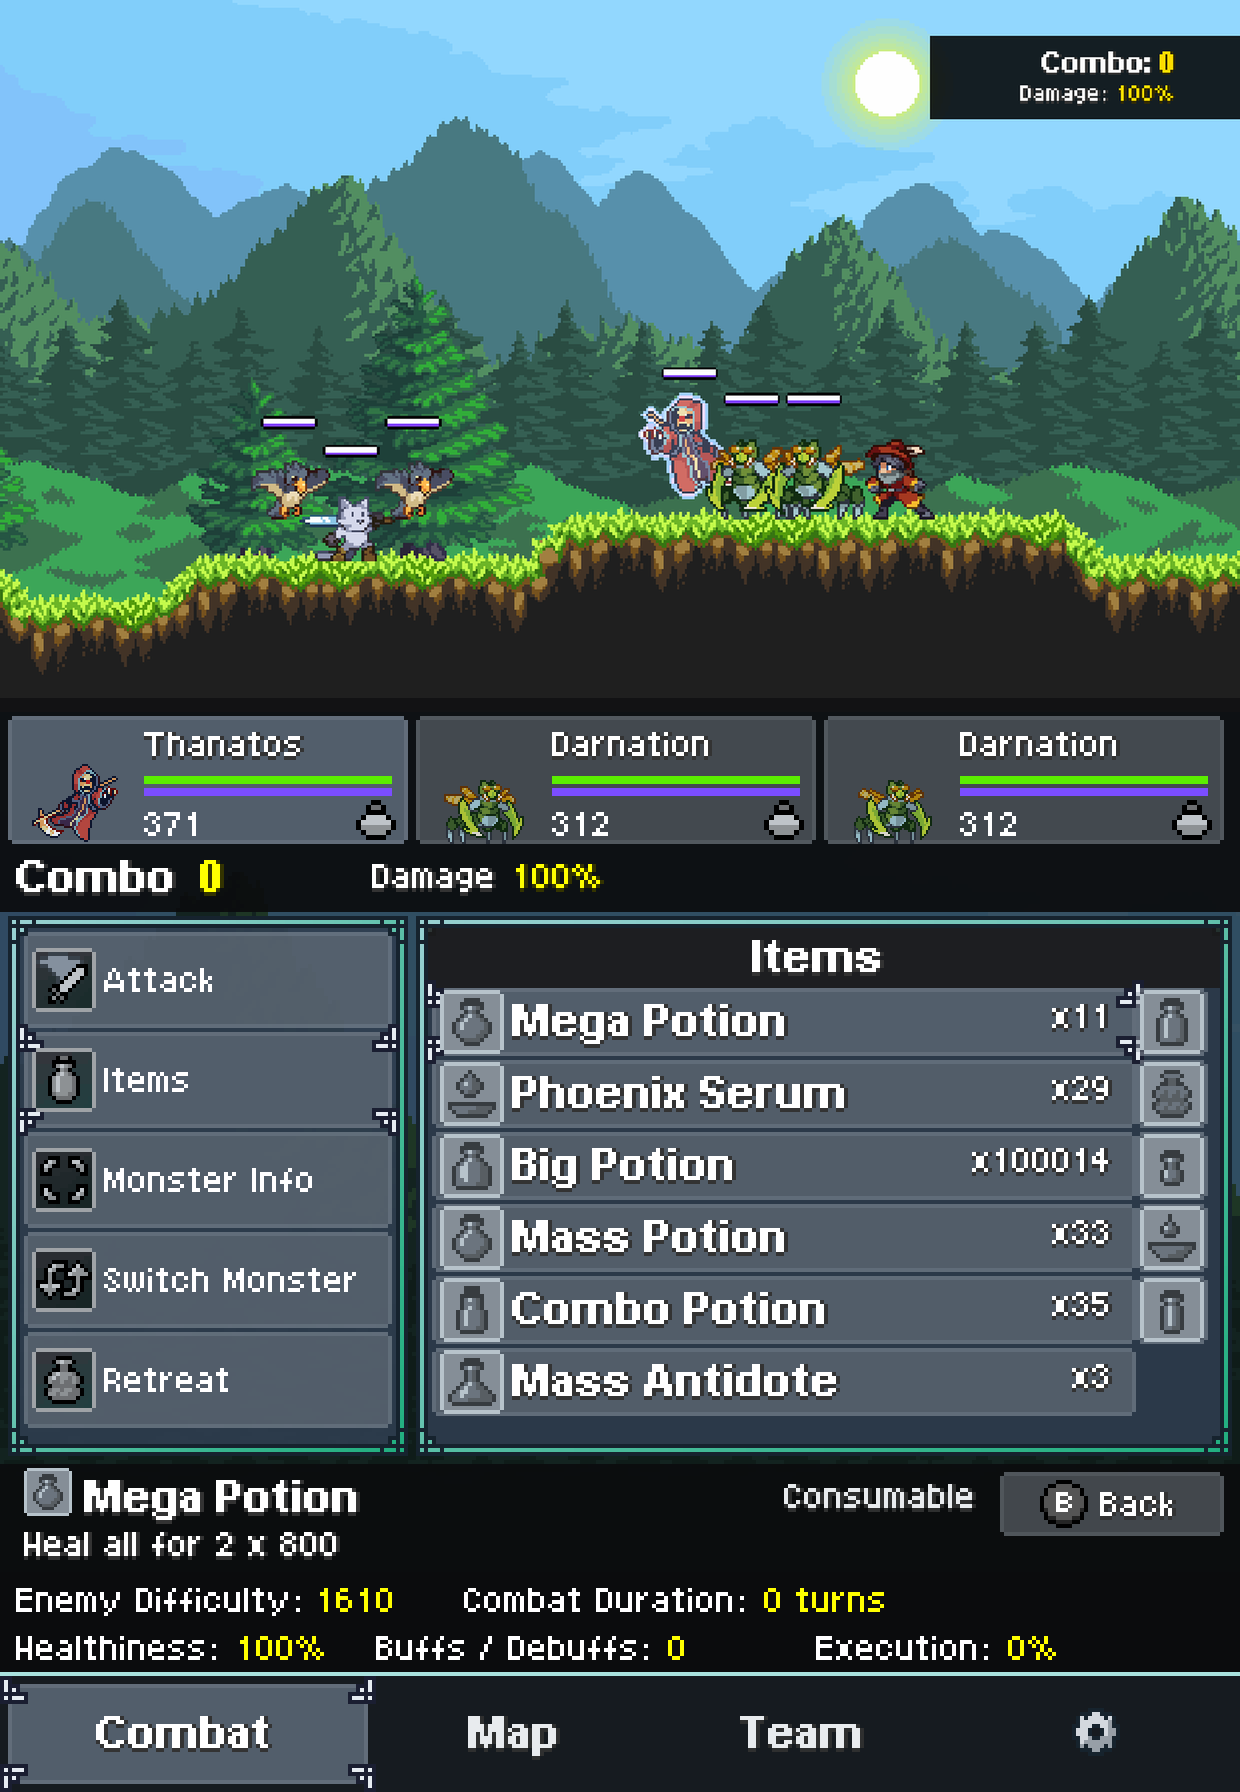 Combo: 0
Damage: 100%
Thanatos
371
Darnation
312
Darnation
312
Combo 0 Damage 100%
Attack
Items
Monster Info
Switch Monster
Retreat
Items
Mega Potion x11
Phoenix Serum x29
Big Potion x100014
Mass Potion x33
Combo Potion x35
Mass Antidote x3
Mega Potion Consumable B Back
Heal all for 2 x 800
Enemy Difficulty: 1610 Combat Duration: 0 turns
Healthiness: 100% Buffs / Debuffs: 0 Execution: 0%
Combat Map Team